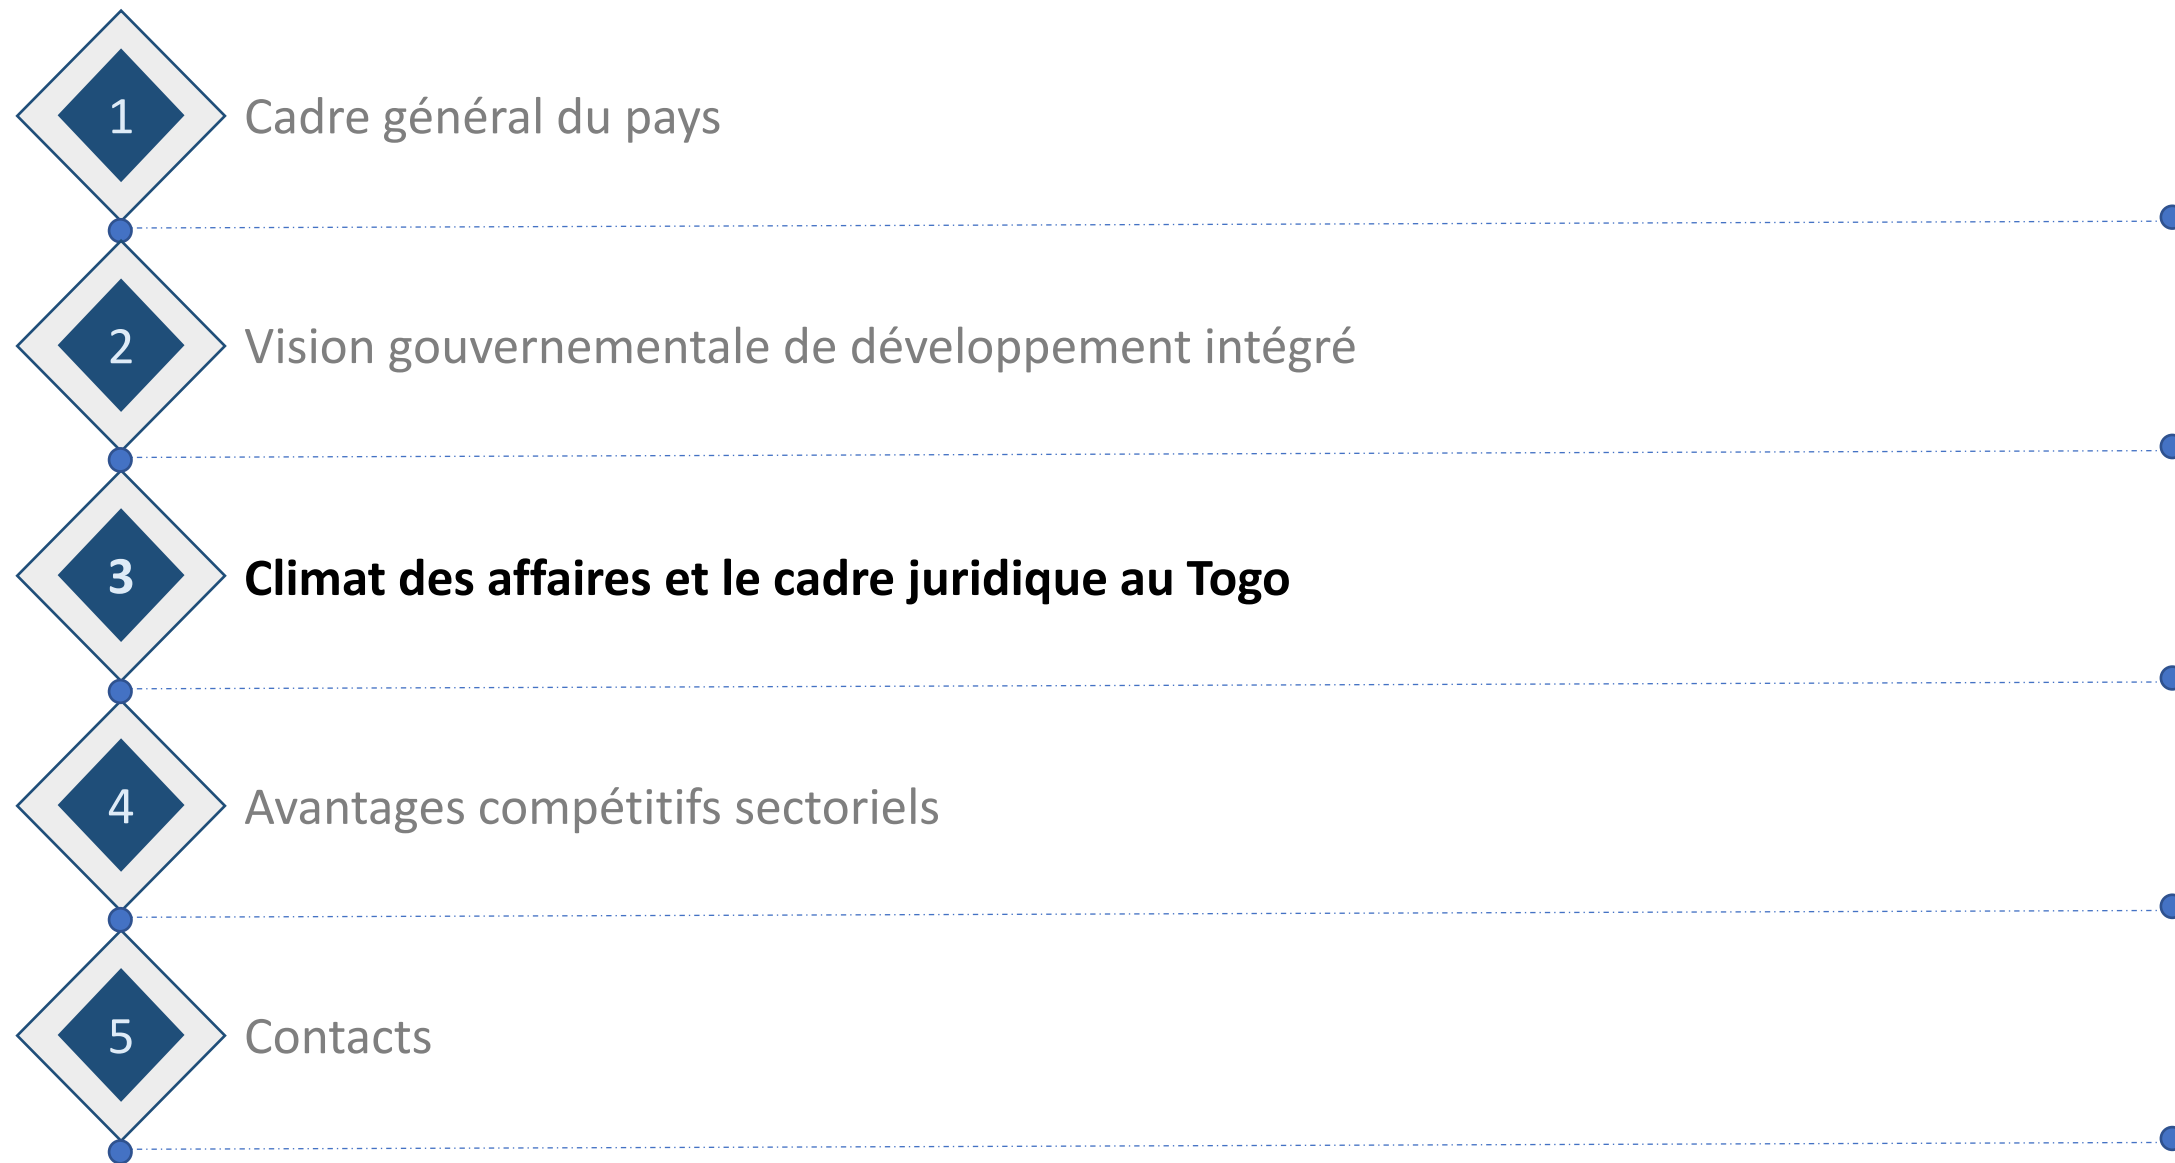 1 Cadre général du pays
2 Vision gouvernementale de développement intégré
3 Climat des affaires et le cadre juridique au Togo
4 Avantages compétitifs sectoriels
5 Contacts